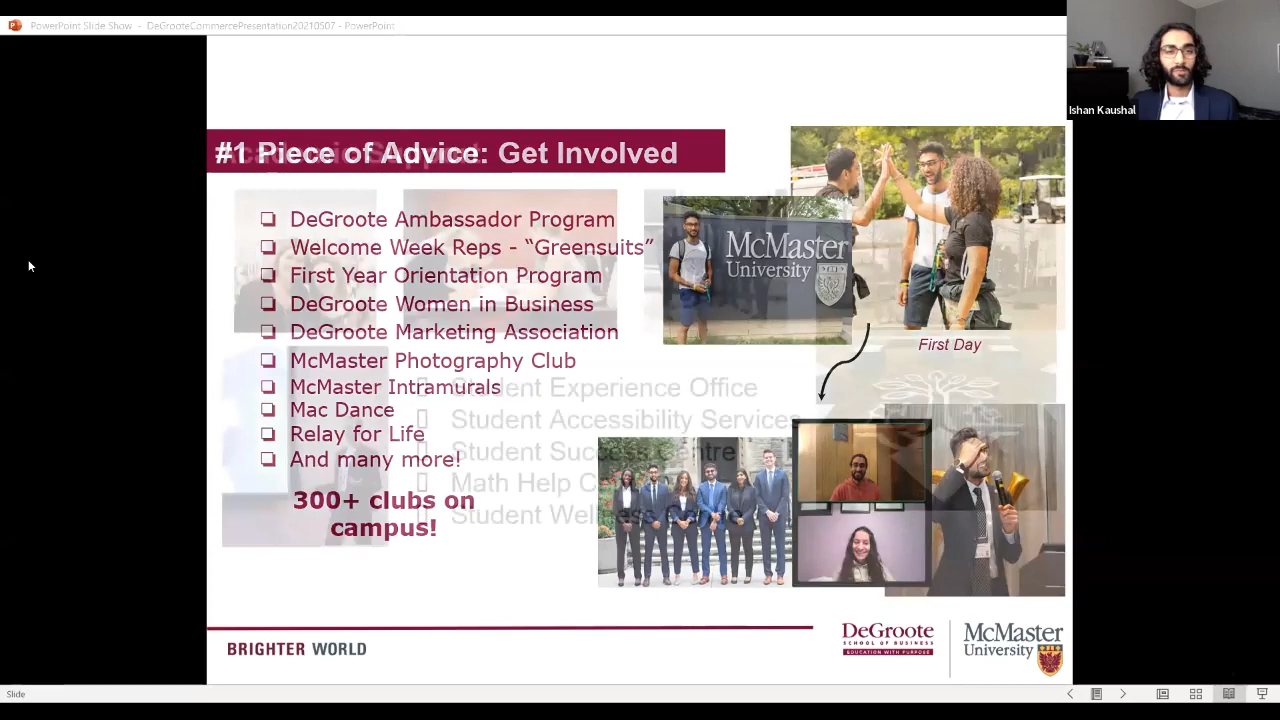 PowerPoint Slide Show - DeGrooteCommercePresentation20210507 - PowerPoint
Ishan Kaushal
#1 Piece of Advice: Get Involved
❑ DeGroote Ambassador Program
❑ Welcome Week Reps - “Greensuits”
❑ First Year Orientation Program
❑ DeGroote Women in Business
❑ DeGroote Marketing Association
❑ McMaster Photography Club
❑ McMaster Intramurals
❑ Mac Dance
❑ Relay for Life
❑ And many more!
300+ clubs on
campus!
McMaster
University
First Day
Student Experience Office
Student Accessibility Services
Student Success Centre
Math Help
Student Wellness Centre
BRIGHTER WORLD
DeGroote
SCHOOL OF BUSINESS
EDUCATION WITH PURPOSE
McMaster
University
Slide